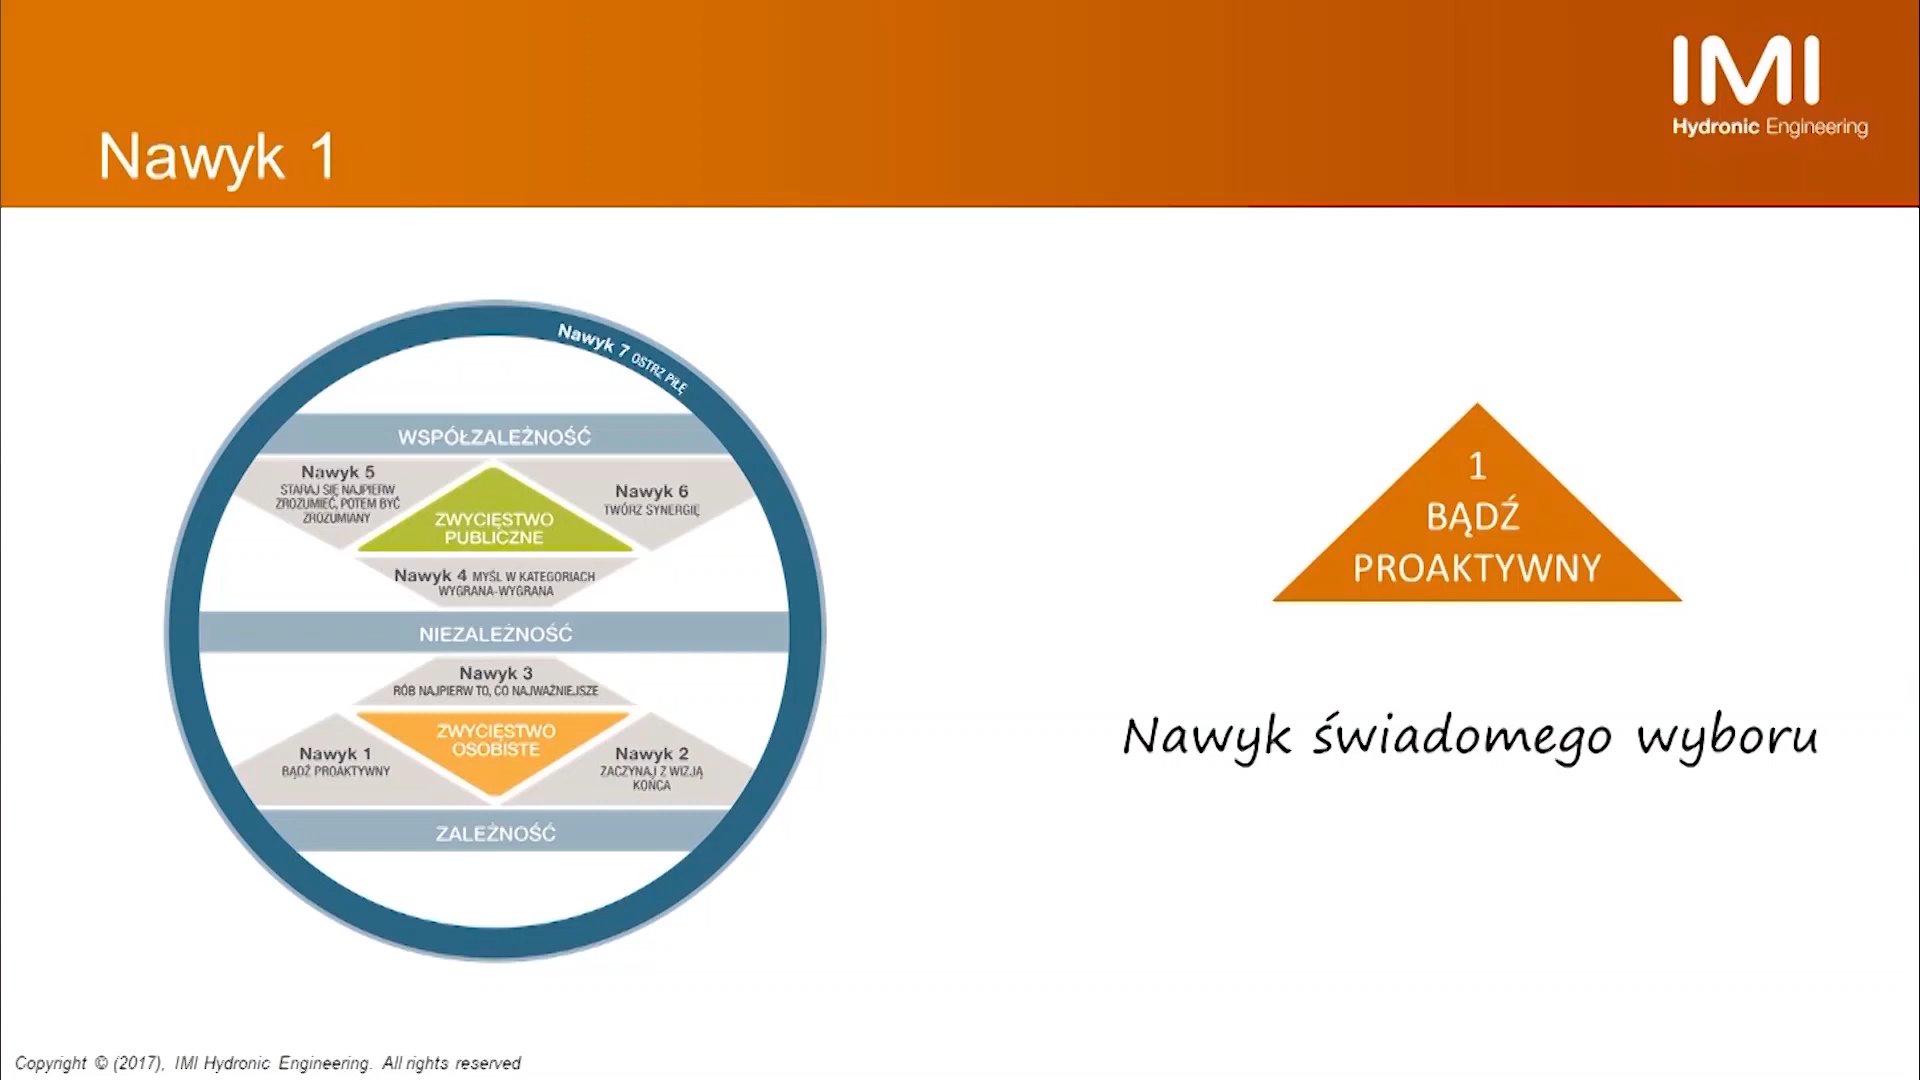 Nawyk 1
IMI
Hydronic Engineering
Nawyk 7 OSTRZ PIŁĘ
WSPÓŁZALEŻNOŚĆ
Nawyk 5
STARAJ SIĘ NAJPIERW
ZROZUMIEĆ, POTEM BYĆ
ZROZUMIANY
Nawyk 6
TWÓRZ SYNERGIĘ
ZWYCIĘSTWO
PUBLICZNE
Nawyk 4 MYŚL W KATEGORIACH
WYGRANA-WYGRANA
NIEZALEŻNOŚĆ
Nawyk 3
RÓB NAJPIERW TO, CO NAJWAŻNIEJSZE
ZWYCIĘSTWO
OSOBISTE
Nawyk 1
BĄDŹ PROAKTYWNY
Nawyk 2
ZACZYNAJ Z WIZJĄ
KOŃCA
ZALEŻNOŚĆ
1
BĄDŹ
PROAKTYWNY
Nawyk świadomego wyboru
Copyright © (2017), IMI Hydronic Engineering. All rights reserved